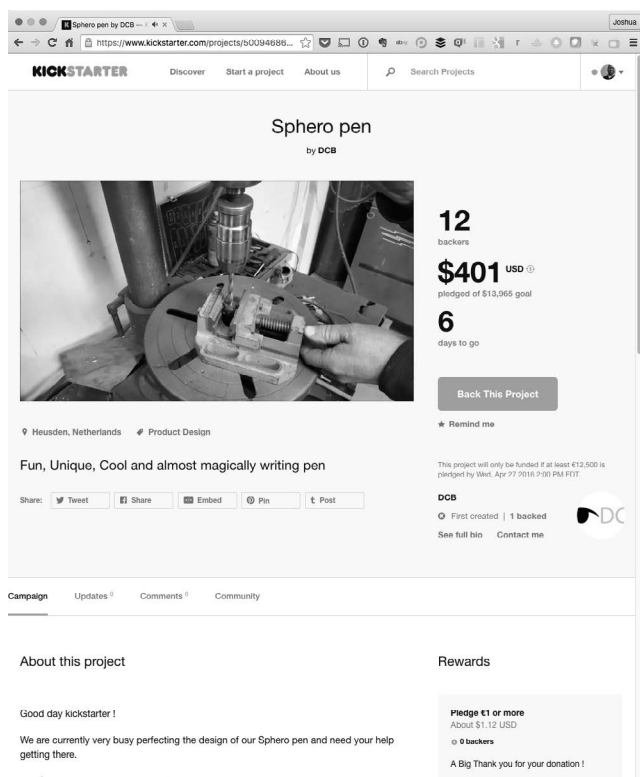 Sphero pen by DCB —
Joshua
https://www.kickstarter.com/projects/50094686...
KICKSTARTER
Discover
Start a project
About us
Search Projects
Sphero pen
by DCB
12
backers
$401 USD
pledged of $13,965 goal
6
days to go
Back This Project
Remind me
Heusden, Netherlands
Product Design
Fun, Unique, Cool and almost magically writing pen
Share:
Tweet
Share
Embed
Pin
Post
This project will only be funded if at least €12,500 is
pledged by Wed, Apr 27 2016 2:00 PM EDT.
DCB
First created | 1 backed
See full bio
Contact me
DC
Campaign
Updates 0
Comments 0
Community
About this project
Rewards
Good day kickstarter !
We are currently very busy perfecting the design of our Sphero pen and need your help
getting there.
Pledge €1 or more
About $1.12 USD
0 backers
A Big Thank you for your donation !